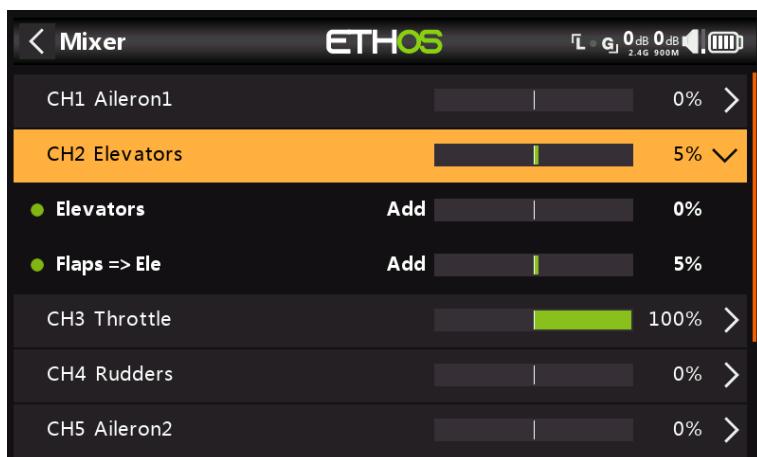 Mixer ETHOS L G 0dB 0dB
2.4G 900M
CH1 Aileron1 0%
CH2 Elevators 5%
Elevators Add 0%
Flaps => Ele Add 5%
CH3 Throttle 100%
CH4 Rudders 0%
CH5 Aileron2 0%